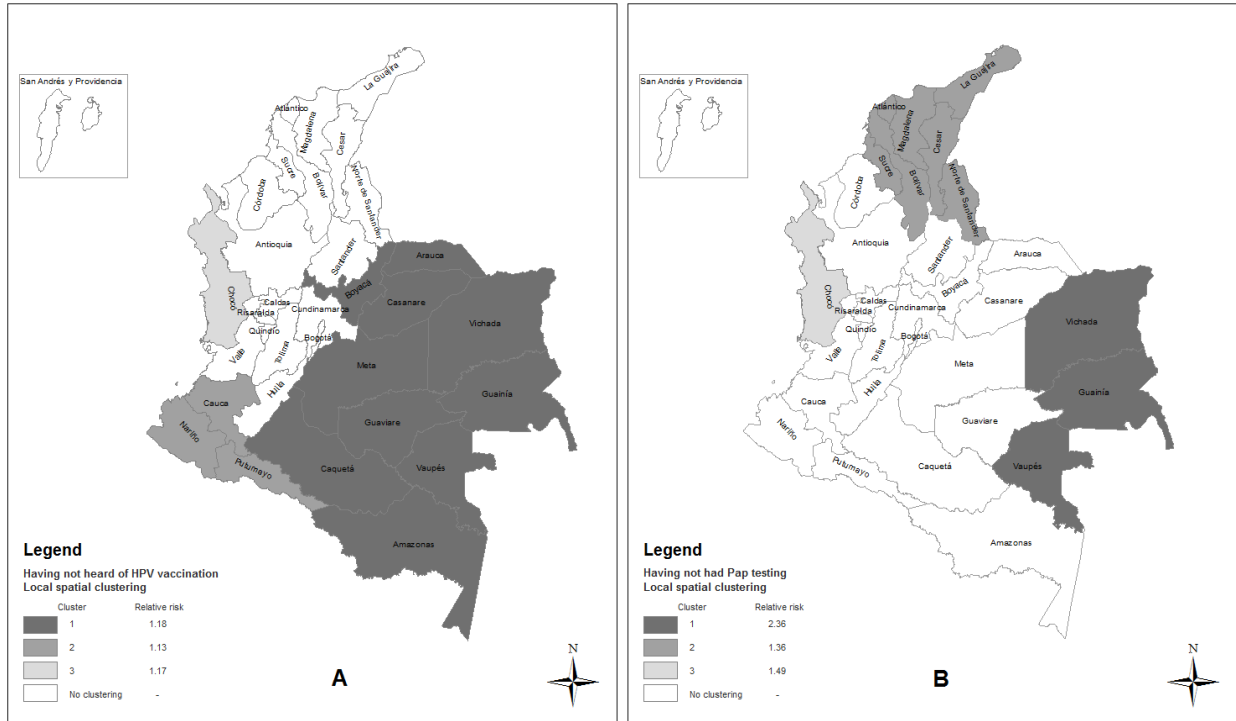 San Andrés y Providencia
La Guajira
Atlántico
Magdalena
Cesar
Sucre
Bolívar
Norte de Santander
Córdoba
Antioquia
Santander
Arauca
Boyacá
Casanare
Chocó
Caldas
Risaralda
Cundinamarca
Vichada
Quindío
Bogotá
Valle
Tolima
Meta
Huila
Guainía
Cauca
Guaviare
Nariño
Putumayo
Caquetá
Vaupés
Amazonas
Legend
Having not heard of HPV vaccination
Local spatial clustering
Cluster Relative risk
1 1.18
2 1.13
3 1.17
No clustering -
A
N
San Andrés y Providencia
La Guajira
Atlántico
Magdalena
Cesar
Sucre
Bolívar
Norte de Santander
Córdoba
Antioquia
Santander
Arauca
Boyacá
Casanare
Chocó
Caldas
Risaralda
Cundinamarca
Vichada
Quindío
Bogotá
Valle
Tolima
Meta
Huila
Guainía
Cauca
Guaviare
Nariño
Putumayo
Caquetá
Vaupés
Amazonas
Legend
Having not had Pap testing
Local spatial clustering
Cluster Relative risk
1 2.36
2 1.36
3 1.49
No clustering -
B
N